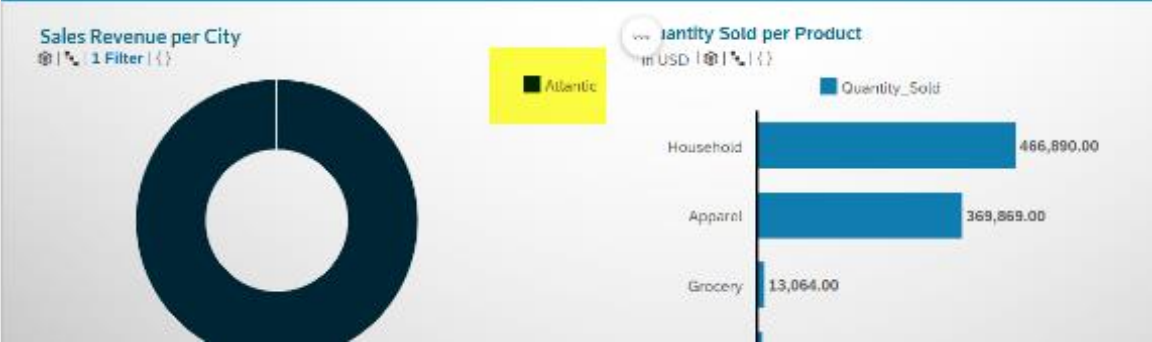 Sales Revenue per City
1 Filter | { }
Atlantic
uantity Sold per Product
in USD
Quantity_Sold
Household 466,890.00
Apparel 369,869.00
Grocery 13,064.00